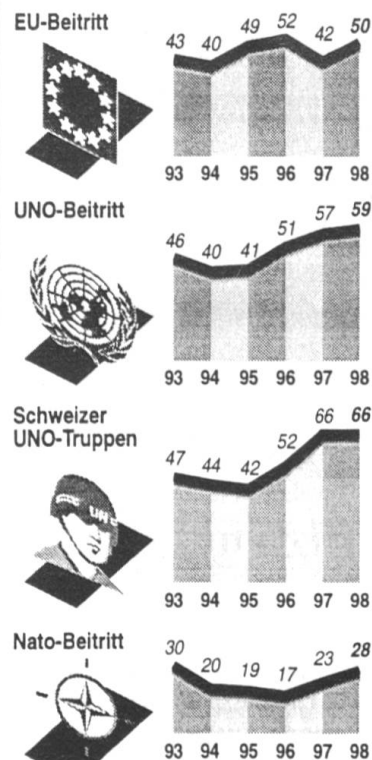 EU-Beitritt
43 40 49 52 42 50
93 94 95 96 97 98
UNO-Beitritt
46 40 41 51 57 59
93 94 95 96 97 98
Schweizer
UNO-Truppen
47 44 42 52 66 66
UN
93 94 95 96 97 98
Nato-Beitritt
30 20 19 17 23 28
93 94 95 96 97 98